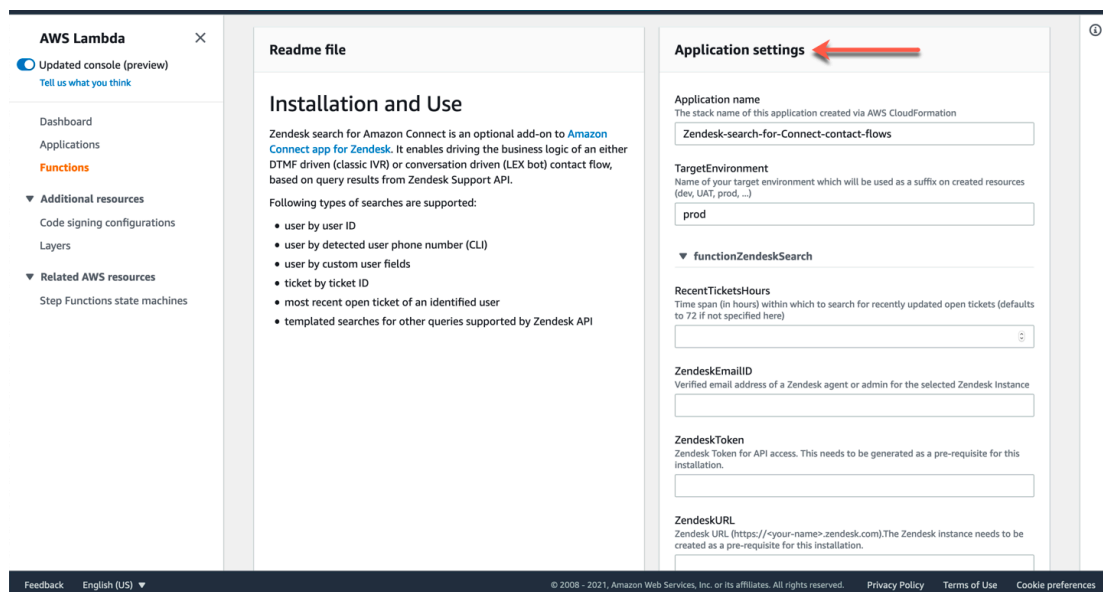 AWS Lambda
Updated console (preview)
Tell us what you think
Dashboard
Applications
Functions
Additional resources
Code signing configurations
Layers
Related AWS resources
Step Functions state machines
Readme file
Installation and Use
Zendesk search for Amazon Connect is an optional add-on to Amazon
Connect app for Zendesk. It enables driving the business logic of an either
DTMF driven (classic IVR) or conversation driven (LEX bot) contact flow,
based on query results from Zendesk Support API.
Following types of searches are supported:
• user by user ID
• user by detected user phone number (CLI)
• user by custom user fields
• ticket by ticket ID
• most recent open ticket of an identified user
• templated searches for other queries supported by Zendesk API
Application settings
Application name
The stack name of this application created via AWS CloudFormation
Zendesk-search-for-Connect-contact-flows
TargetEnvironment
Name of your target environment which will be used as a suffix on created resources
(dev, UAT, prod, ...)
prod
functionZendeskSearch
RecentTicketsHours
Time span (in hours) within which to search for recently updated open tickets (defaults
to 72 if not specified here)
ZendeskEmailID
Verified email address of a Zendesk agent or admin for the selected Zendesk Instance
ZendeskToken
Zendesk Token for API access. This needs to be generated as a pre-requisite for this
installation.
ZendeskURL
Zendesk URL (https://<your-name>.zendesk.com).The Zendesk instance needs to be
created as a pre-requisite for this installation.
Feedback English (US)
© 2008 - 2021, Amazon Web Services, Inc. or its affiliates. All rights reserved. Privacy Policy Terms of Use Cookie preferences